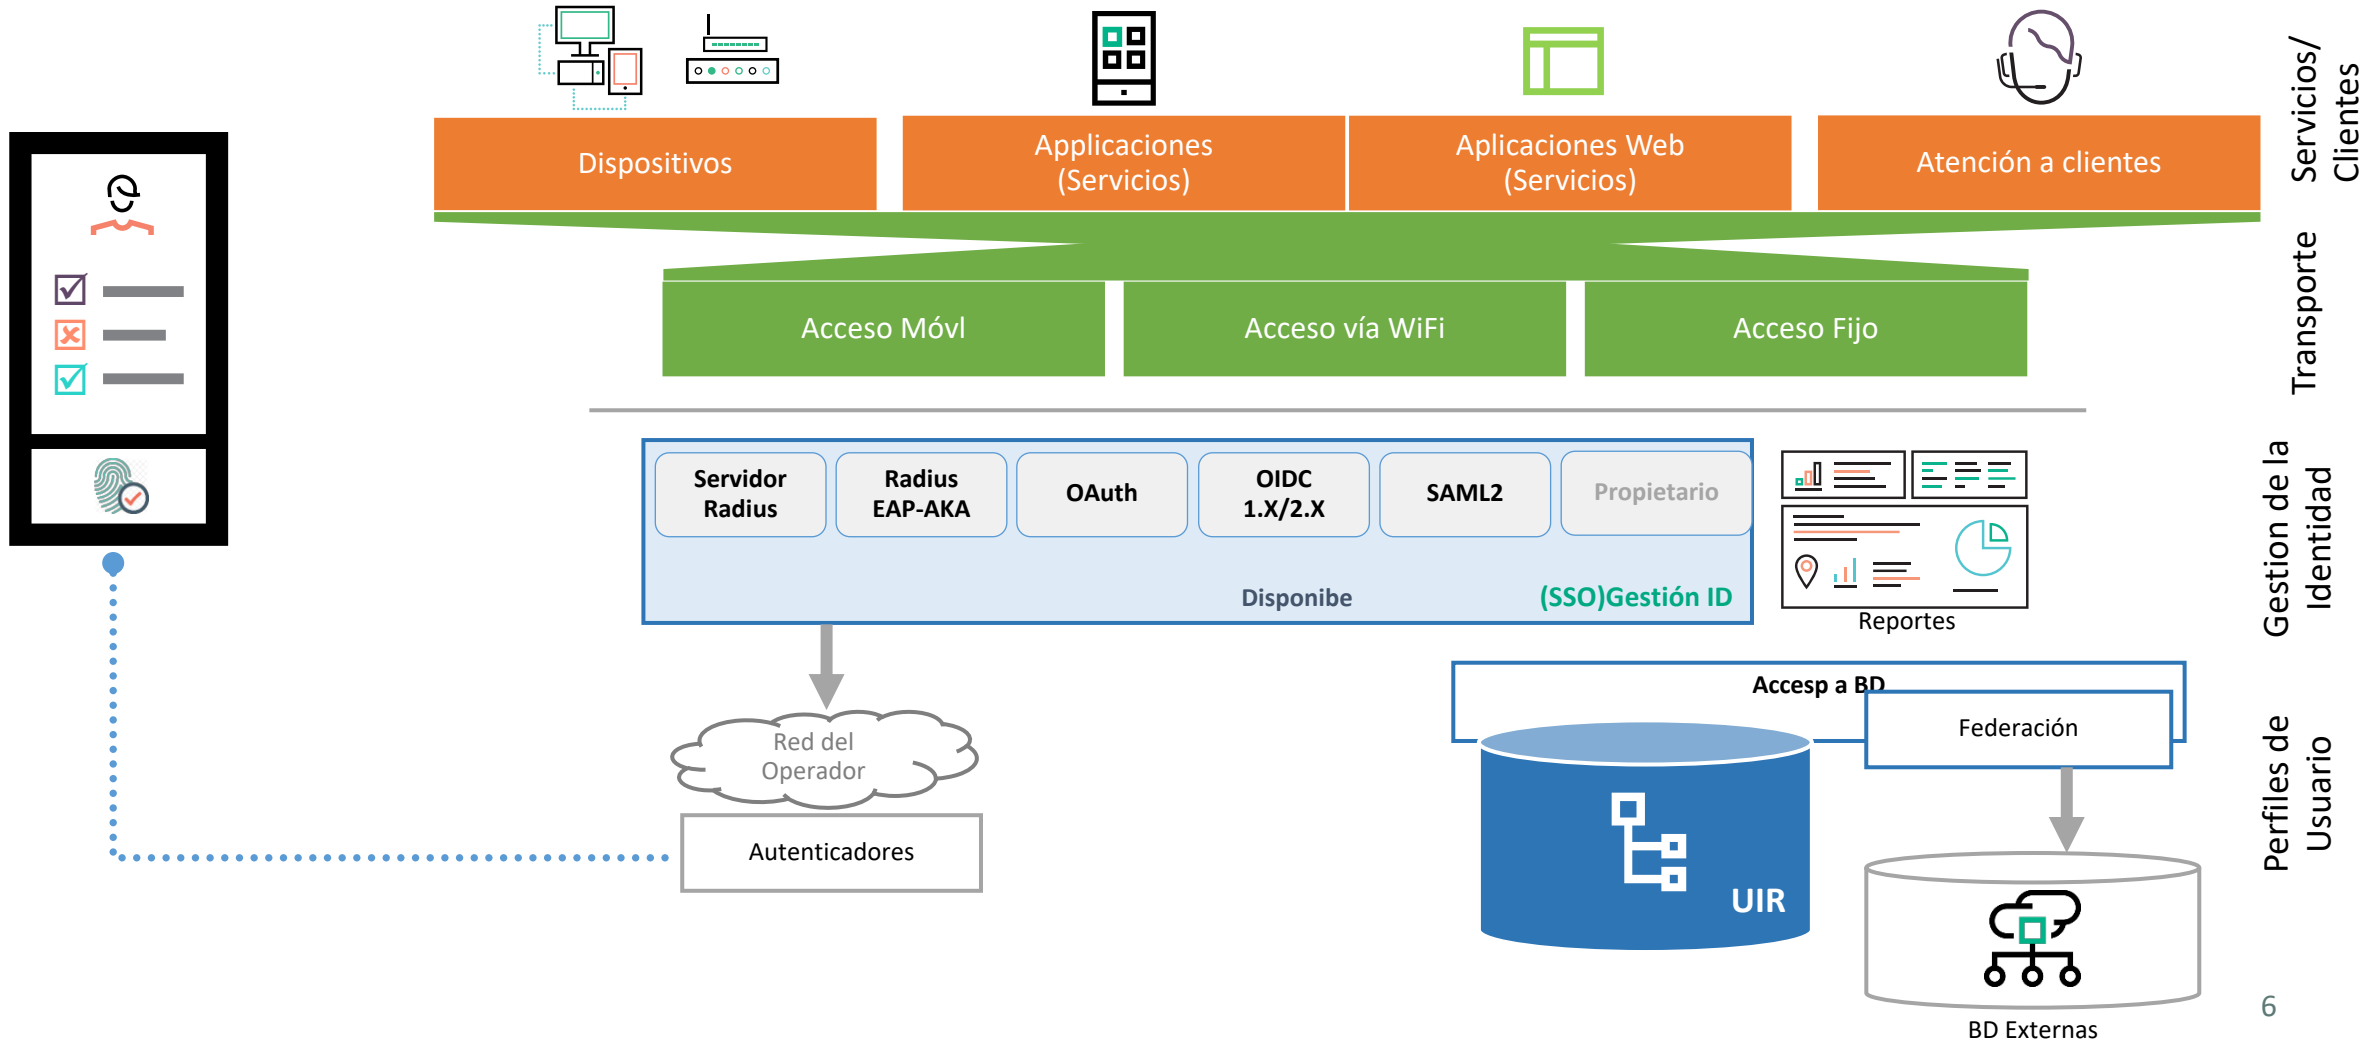 Dispositivos
Applicaciones
(Servicios)
Aplicaciones Web
(Servicios)
Atención a clientes
Servicios/
Clientes
Acceso Móvl
Acceso vía WiFi
Acceso Fijo
Transporte
Servidor
Radius
Radius
EAP-AKA
OAuth
OIDC
1.X/2.X
SAML2
Propietario
Disponibe
(SSO)Gestión ID
Reportes
Gestion de la
Identidad
Red del
Operador
Autenticadores
Accesp a BD
Federación
UIR
BD Externas
Perfiles de
Usuario
6